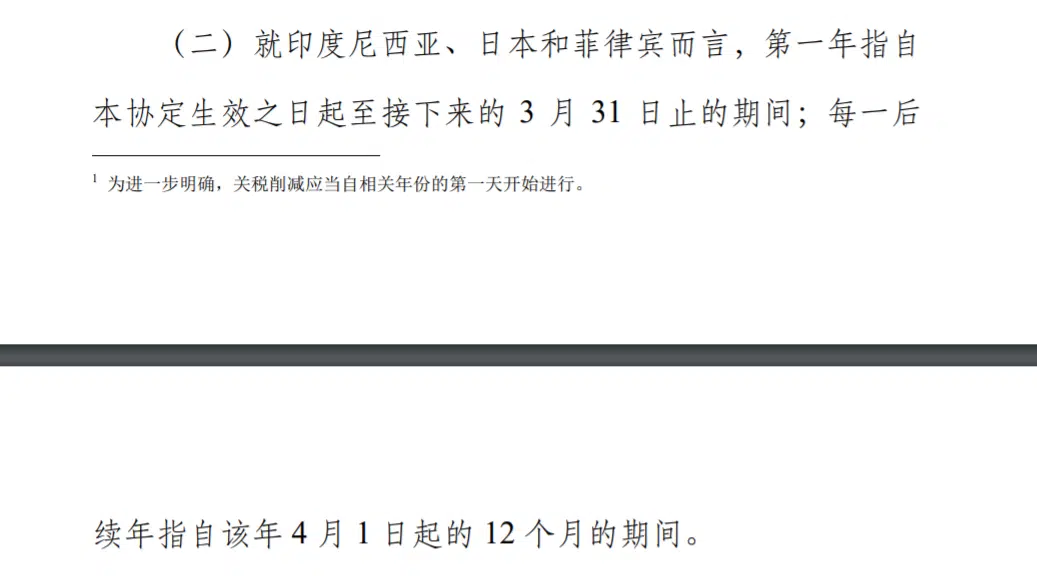 （二）就印度尼西亚、日本和菲律宾而言，第一年指自
本协定生效之日起至接下来的 3 月 31 日止的期间；每一后
1 为进一步明确，关税削减应当自相关年份的第一天开始进行。
续年指自该年 4 月 1 日起的 12 个月的期间。